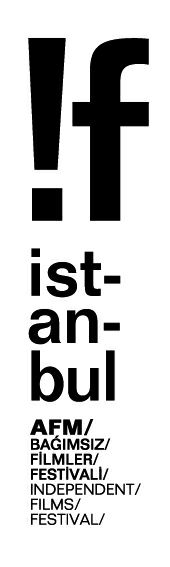 !f
ist-
an-
bul
AFM/
BAĞIMSIZ/
FİLMLER/
FESTİVALİ/
INDEPENDENT/
FILMS/
FESTIVAL/